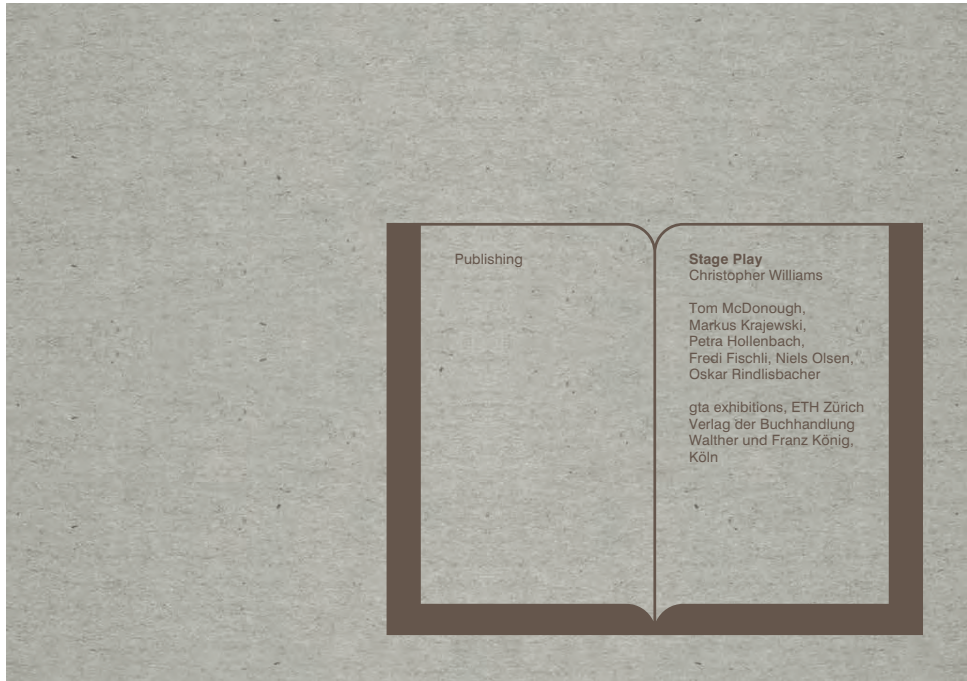 Publishing
Stage Play
Christopher Williams
Tom McDonough,
Markus Krajewski,
Petra Hollenbach,
Fredi Fischli, Niels Olsen,
Oskar Rindlisbacher
gta exhibitions, ETH Zürich
Verlag der Buchhandlung
Walther und Franz König,
Köln